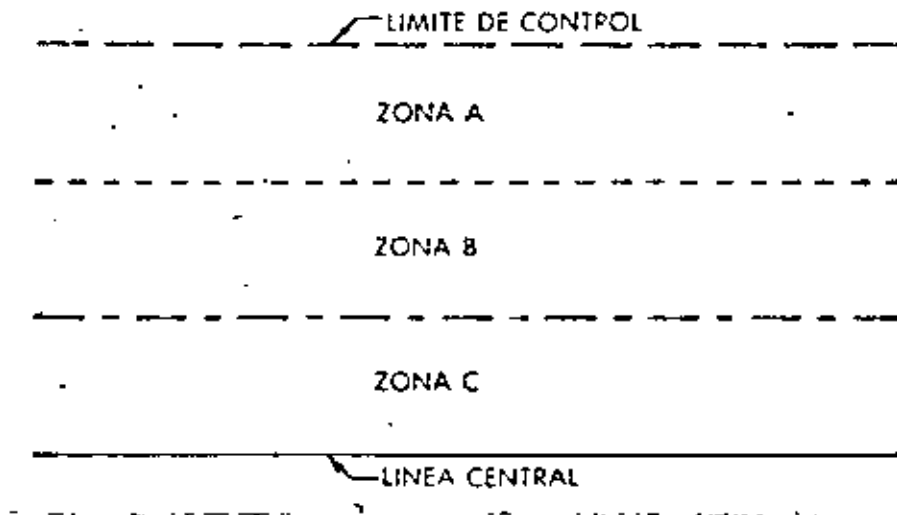 LIMITE DE CONTROL
ZONA A
ZONA B
ZONA C
LINEA CENTRAL